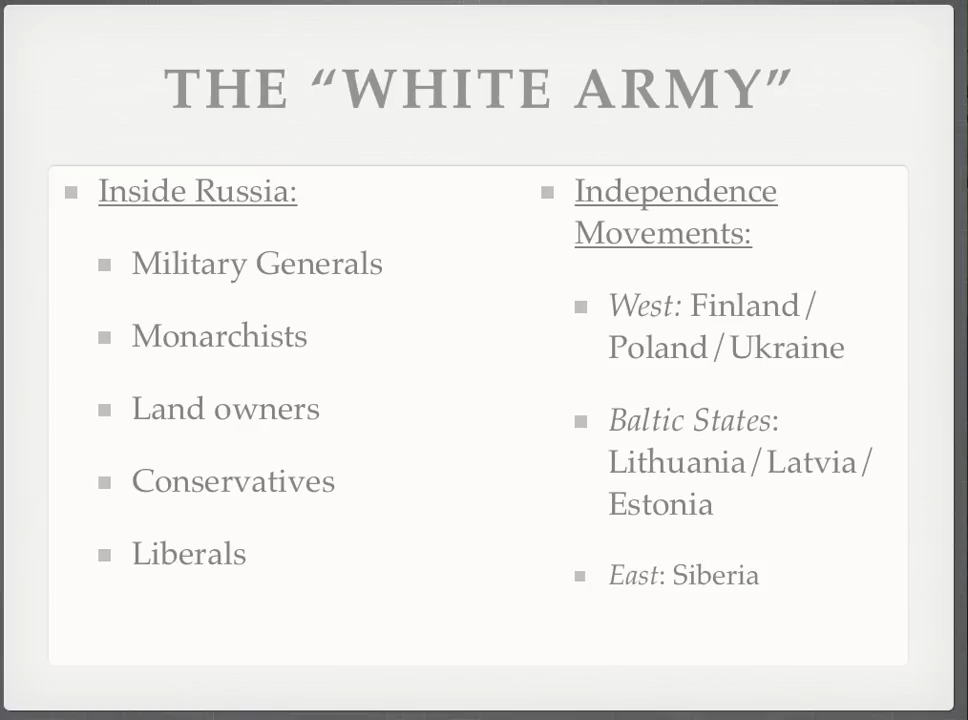 THE “WHITE ARMY”
Inside Russia:
Military Generals
Monarchists
Land owners
Conservatives
Liberals
Independence
Movements:
West: Finland/
Poland/Ukraine
Baltic States:
Lithuania/Latvia/
Estonia
East: Siberia